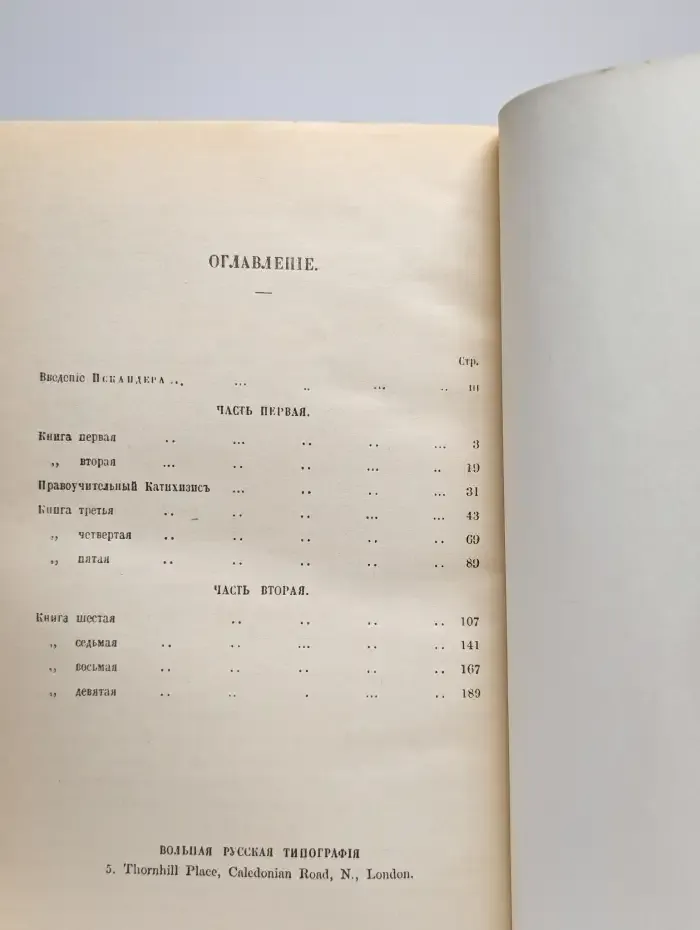 ОГЛАВЛЕНІЕ.
Стр.
Введеніе Искандера ... ... .. ... .. III
ЧАСТЬ ПЕРВАЯ.
Книга первая .. ... .. .. ... 3
„ вторая ... .. .. ... .. 19
Нравоучительный Катихизисъ ... .. .. ... 31
Книга третья .. .. ... ... 43
„ четвертая .. .. .. .. .. 69
„ пятая .. .. .. .. .. 89
ЧАСТЬ ВТОРАЯ.
Книга шестая .. .. .. .. 107
„ седьмая .. .. ... .. .. 141
„ восьмая .. .. .. .. .. 167
„ девятая .. .. . ... .. 189
ВОЛЬНАЯ РУССКАЯ ТИПОГРАФІЯ
5. Thornhill Place, Caledonian Road, N., London.